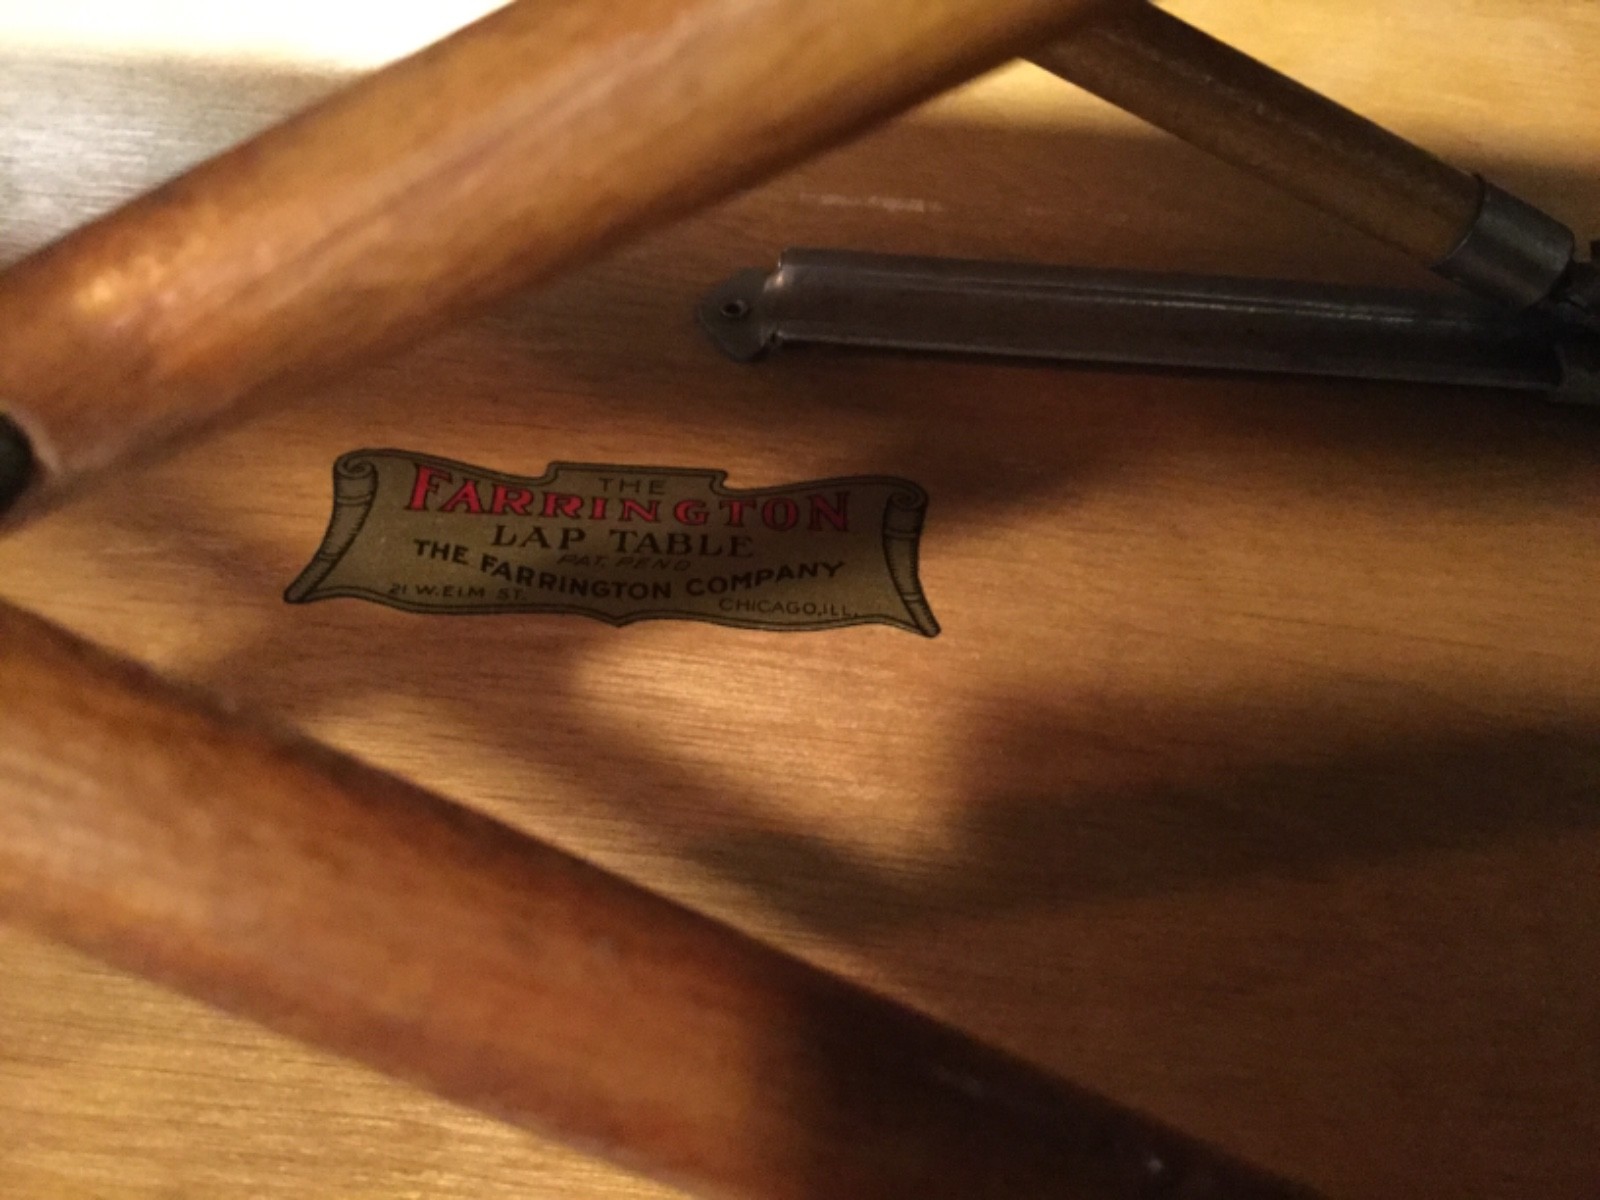 THE
FARRINGTON
LAP TABLE
PAT. PEND
THE FARRINGTON COMPANY
21 W. ELM ST. CHICAGO, ILL.